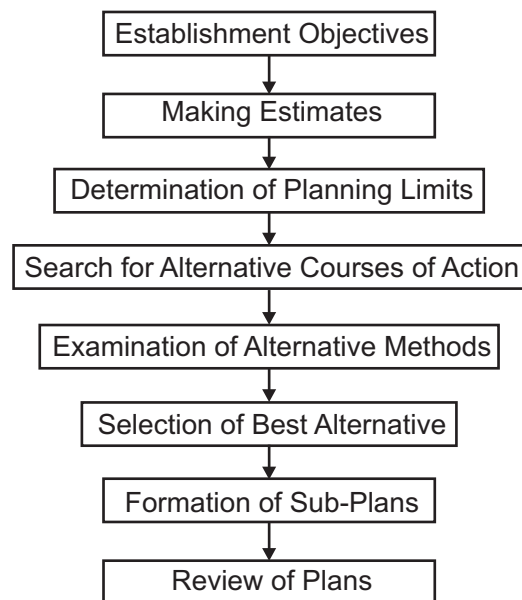 Establishment Objectives
Making Estimates
Determination of Planning Limits
Search for Alternative Courses of Action
Examination of Alternative Methods
Selection of Best Alternative
Formation of Sub-Plans
Review of Plans